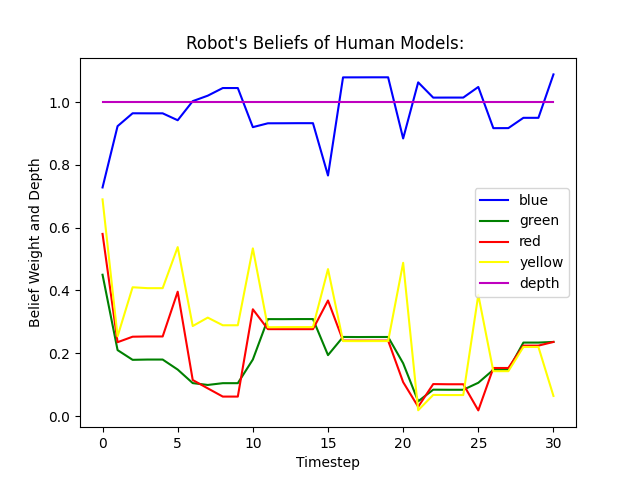 Robot's Beliefs of Human Models:
Belief Weight and Depth
1.0
0.8
0.6
0.4
0.2
0.0
blue
green
red
yellow
depth
0 5 10 15 20 25 30
Timestep